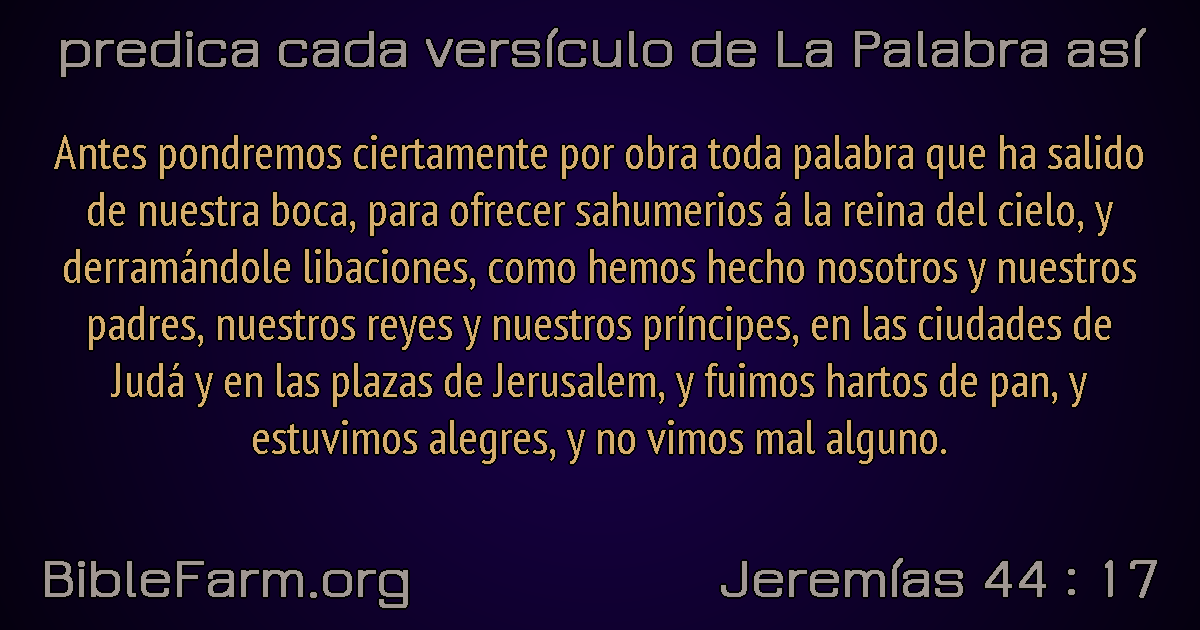 predica cada versículo de La Palabra así
Antes pondremos ciertamente por obra toda palabra que ha salido
de nuestra boca, para ofrecer sahumerios á la reina del cielo, y
derramándole libaciones, como hemos hecho nosotros y nuestros
padres, nuestros reyes y nuestros príncipes, en las ciudades de
Judá y en las plazas de Jerusalem, y fuimos hartos de pan, y
estuvimos alegres, y no vimos mal alguno.
BibleFarm.org
Jeremías 44 : 17